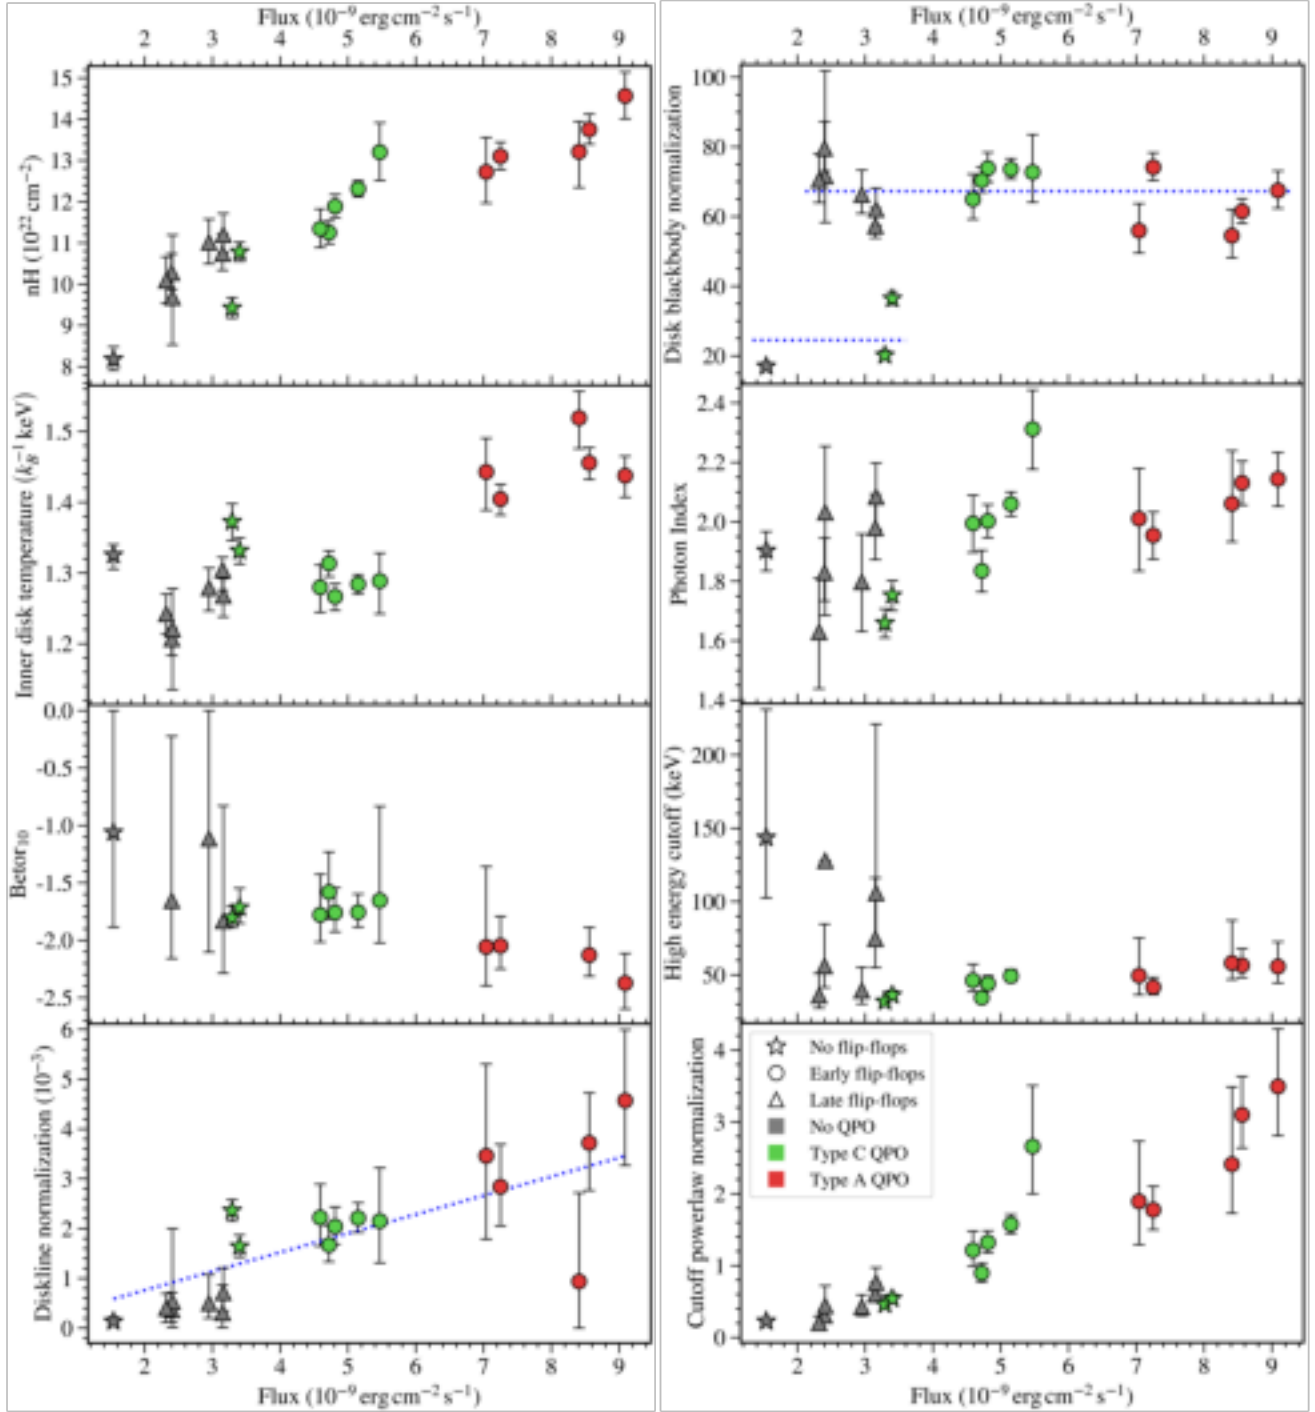 Flux (10⁻⁹ erg cm⁻² s⁻¹)
2 3 4 5 6 7 8 9
15
14
13
12
11
10
9
8
nH (10²² cm⁻²)
1.5
1.4
1.3
1.2
Inner disk temperature (k_B⁻¹ keV)
0.0
-0.5
-1.0
-1.5
-2.0
-2.5
Betor₁₀
6
5
4
3
2
1
0
Diskline normalization (10⁻³)
2 3 4 5 6 7 8 9
Flux (10⁻⁹ erg cm⁻² s⁻¹)
Flux (10⁻⁹ erg cm⁻² s⁻¹)
2 3 4 5 6 7 8 9
100
80
60
40
20
Disk blackbody normalization
2.4
2.2
2.0
1.8
1.6
1.4
Photon Index
200
150
100
50
High energy cutoff (keV)
4
3
2
1
0
Cutoff powerlaw normalization
No flip-flops
Early flip-flops
Late flip-flops
No QPO
Type C QPO
Type A QPO
2 3 4 5 6 7 8 9
Flux (10⁻⁹ erg cm⁻² s⁻¹)